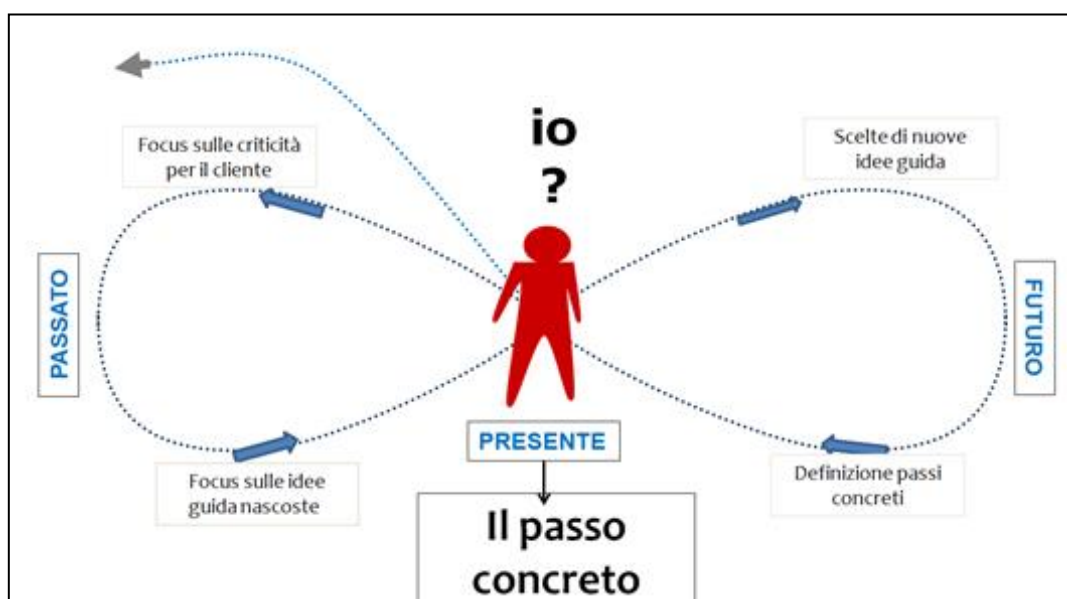 io
?
Focus sulle criticità
per il cliente
Scelte di nuove
idee guida
PASSATO
FUTURO
PRESENTE
Focus sulle idee
guida nascoste
Definizione passi
concreti
Il passo
concreto